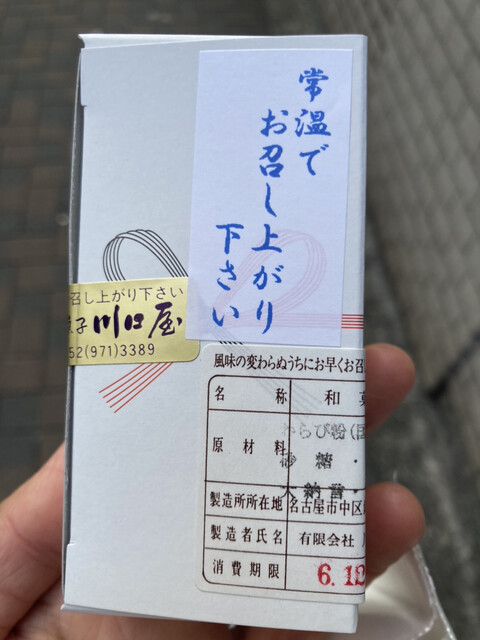 常温で
お召し上がり
下さい
召し上がり下さい
子 川口屋
52(971)3389
風味の変わらぬうちにお早くお召
名称 和
原材料 わらび粉(国
砂糖・
大納言・
製造所所在地 名古屋市中区
製造者氏名 有限会社
消費期限 6.12